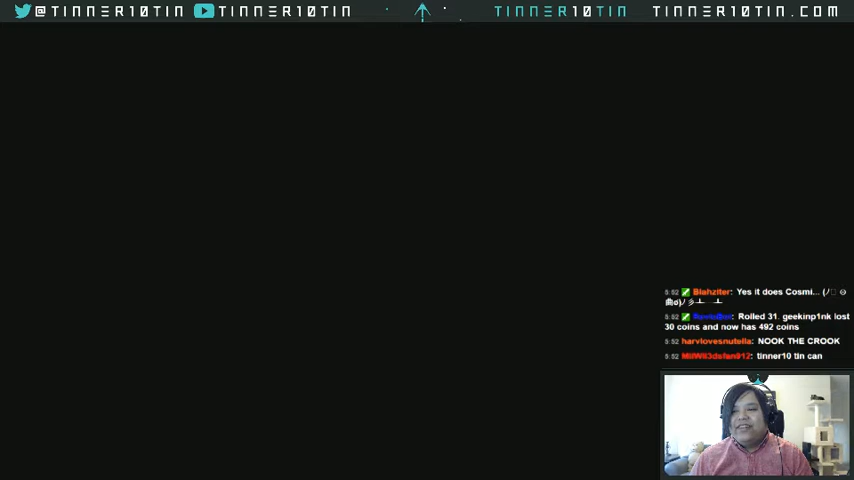 @TINNER10TIN TINNER10TIN TINNER10TIN TINNER10TIN.COM
5:52 Blahziter: Yes it does Cosmi...
5:52 Rolled 31. geekinp1nk lost
30 coins and now has 492 coins
5:52 harvlovesnutella: NOOK THE CROOK
5:52 MilWii3dsfan912: tinner10 tin can